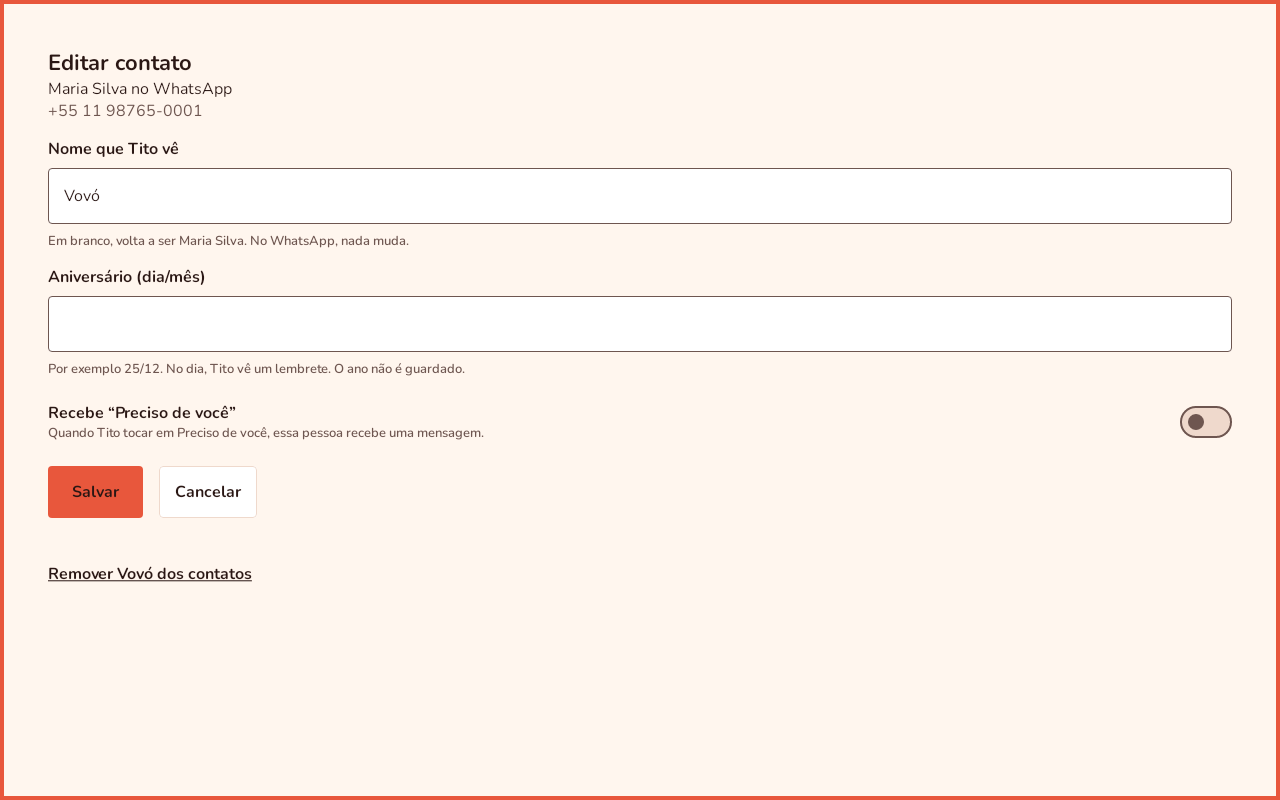 Editar contato
Maria Silva no WhatsApp
+55 11 98765-0001
Nome que Tito vê
Vovó
Em branco, volta a ser Maria Silva. No WhatsApp, nada muda.
Aniversário (dia/mês)
Por exemplo 25/12. No dia, Tito vê um lembrete. O ano não é guardado.
Recebe “Preciso de você”
Quando Tito tocar em Preciso de você, essa pessoa recebe uma mensagem.
Salvar
Cancelar
Remover Vovó dos contatos